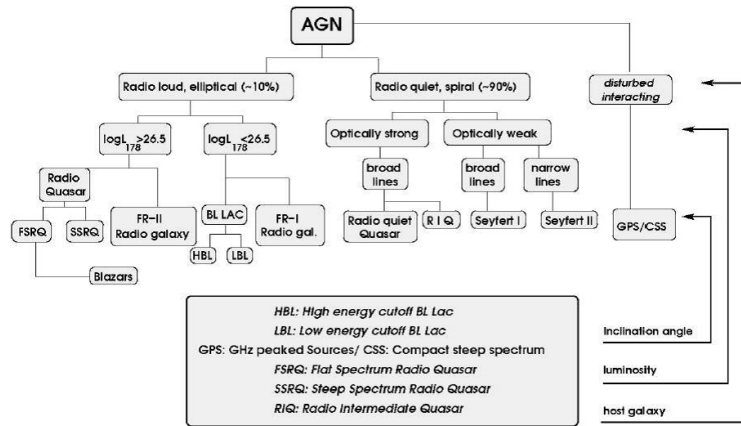 AGN
Radio loud, elliptical (~10%)
Radio quiet, spiral (~90%)
disturbed
interacting
logL178 >26.5
logL178 <26.5
Optically strong
Optically weak
Radio
Quasar
FR-II
Radio galaxy
BL LAC
FR-I
Radio gal.
broad
lines
broad
lines
narrow
lines
FSRQ
SSRQ
HBL
LBL
Radio quiet
Quasar
R I Q
Seyfert I
Seyfert II
GPS/CSS
Blazars
HBL: High energy cutoff BL Lac
LBL: Low energy cutoff BL Lac
GPS: GHz peaked Sources/ CSS: Compact steep spectrum
FSRQ: Flat Spectrum Radio Quasar
SSRQ: Steep Spectrum Radio Quasar
RIQ: Radio Intermediate Quasar
Inclination angle
luminosity
host galaxy